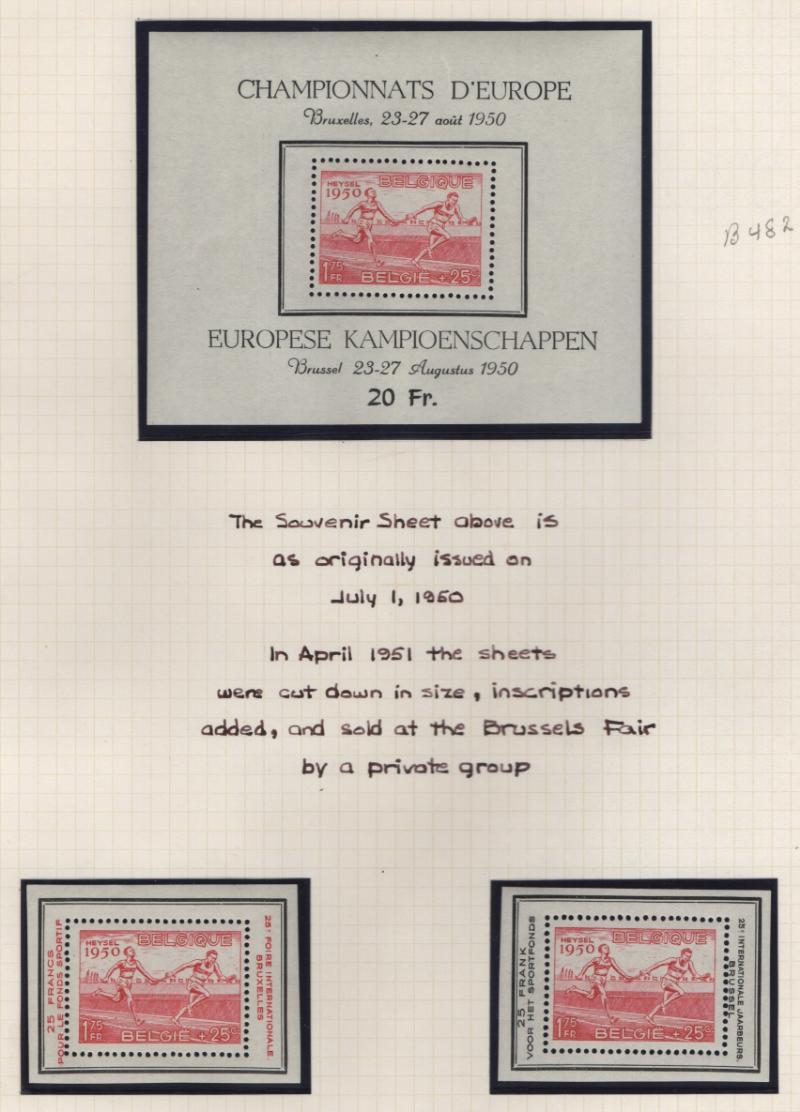 CHAMPIONNATS D'EUROPE
Bruxelles, 23-27 août 1950
HEYSEL BELGIQUE
1950
1 75 FR BELGIË + 25 c
EUROPESE KAMPIOENSCHAPPEN
Brussel 23-27 Augustus 1950
20 Fr.
B 482
The Souvenir Sheet above is
as originally issued on
July 1, 1950
In April 1951 the sheets
were cut down in size, inscriptions
added, and sold at the Brussels Fair
by a private group
25 FRANCS
POUR LE FONDS SPORTIF
HEYSEL BELGIQUE
1950
1 75 FR BELGIË + 25 c
25e FOIRE INTERNATIONALE
BRUXELLES
25 FRANK
VOOR HET SPORTFONDS
HEYSEL BELGIQUE
1950
1 75 FR BELGIË + 25 c
25e INTERNATIONALE JAARBEURS.
BRUSSEL